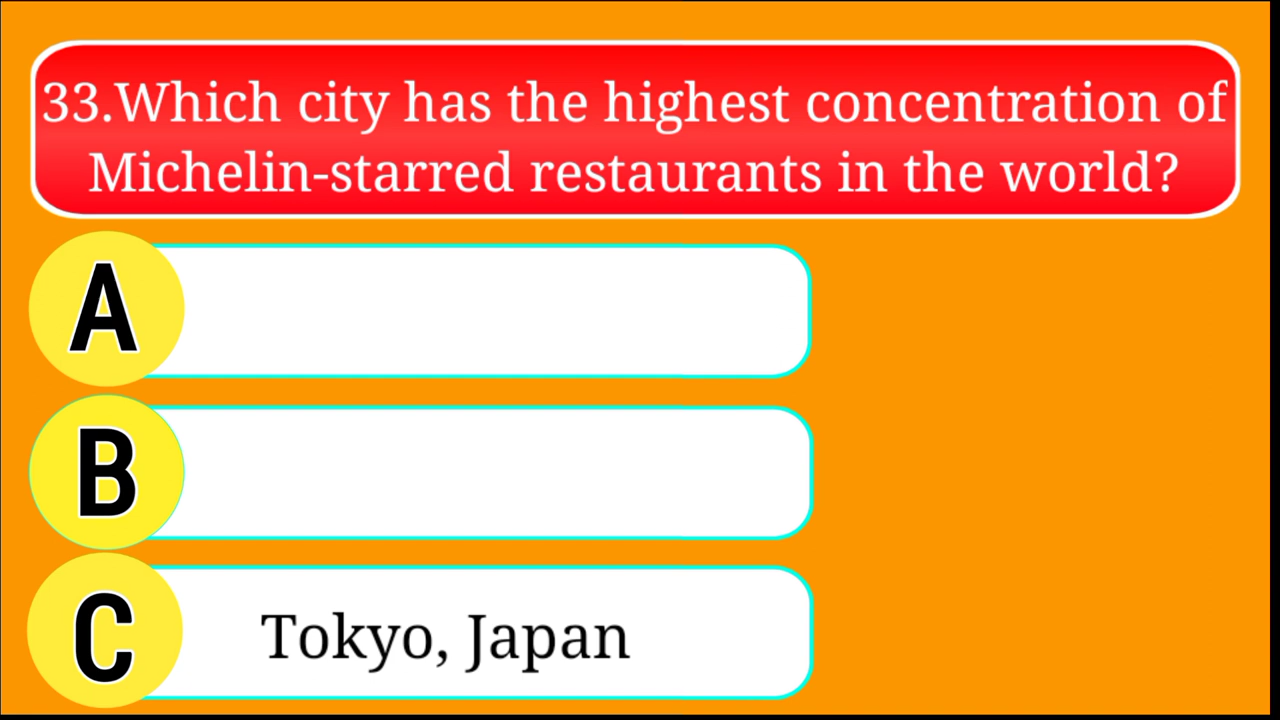 33.Which city has the highest concentration of
Michelin-starred restaurants in the world?
A
B
C
Tokyo, Japan